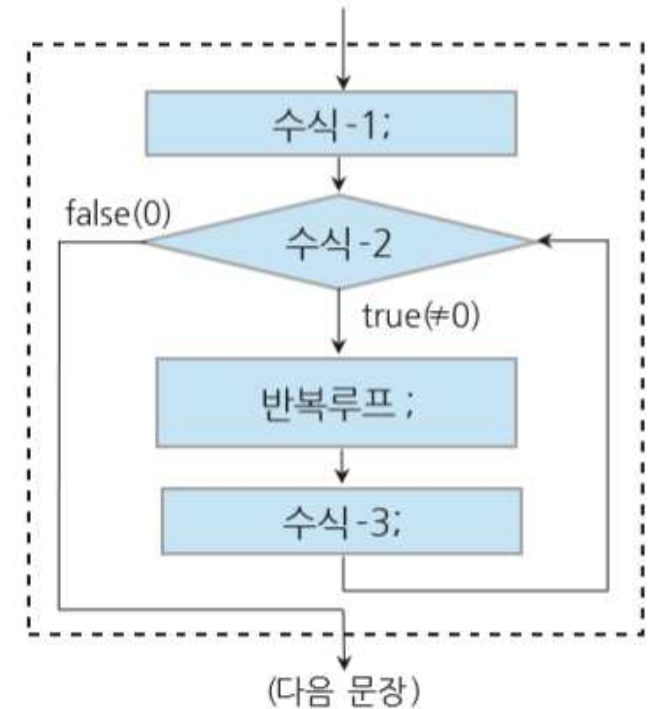 수식-1;
false(0)
수식-2
true(≠0)
반복루프 ;
수식-3;
(다음 문장)